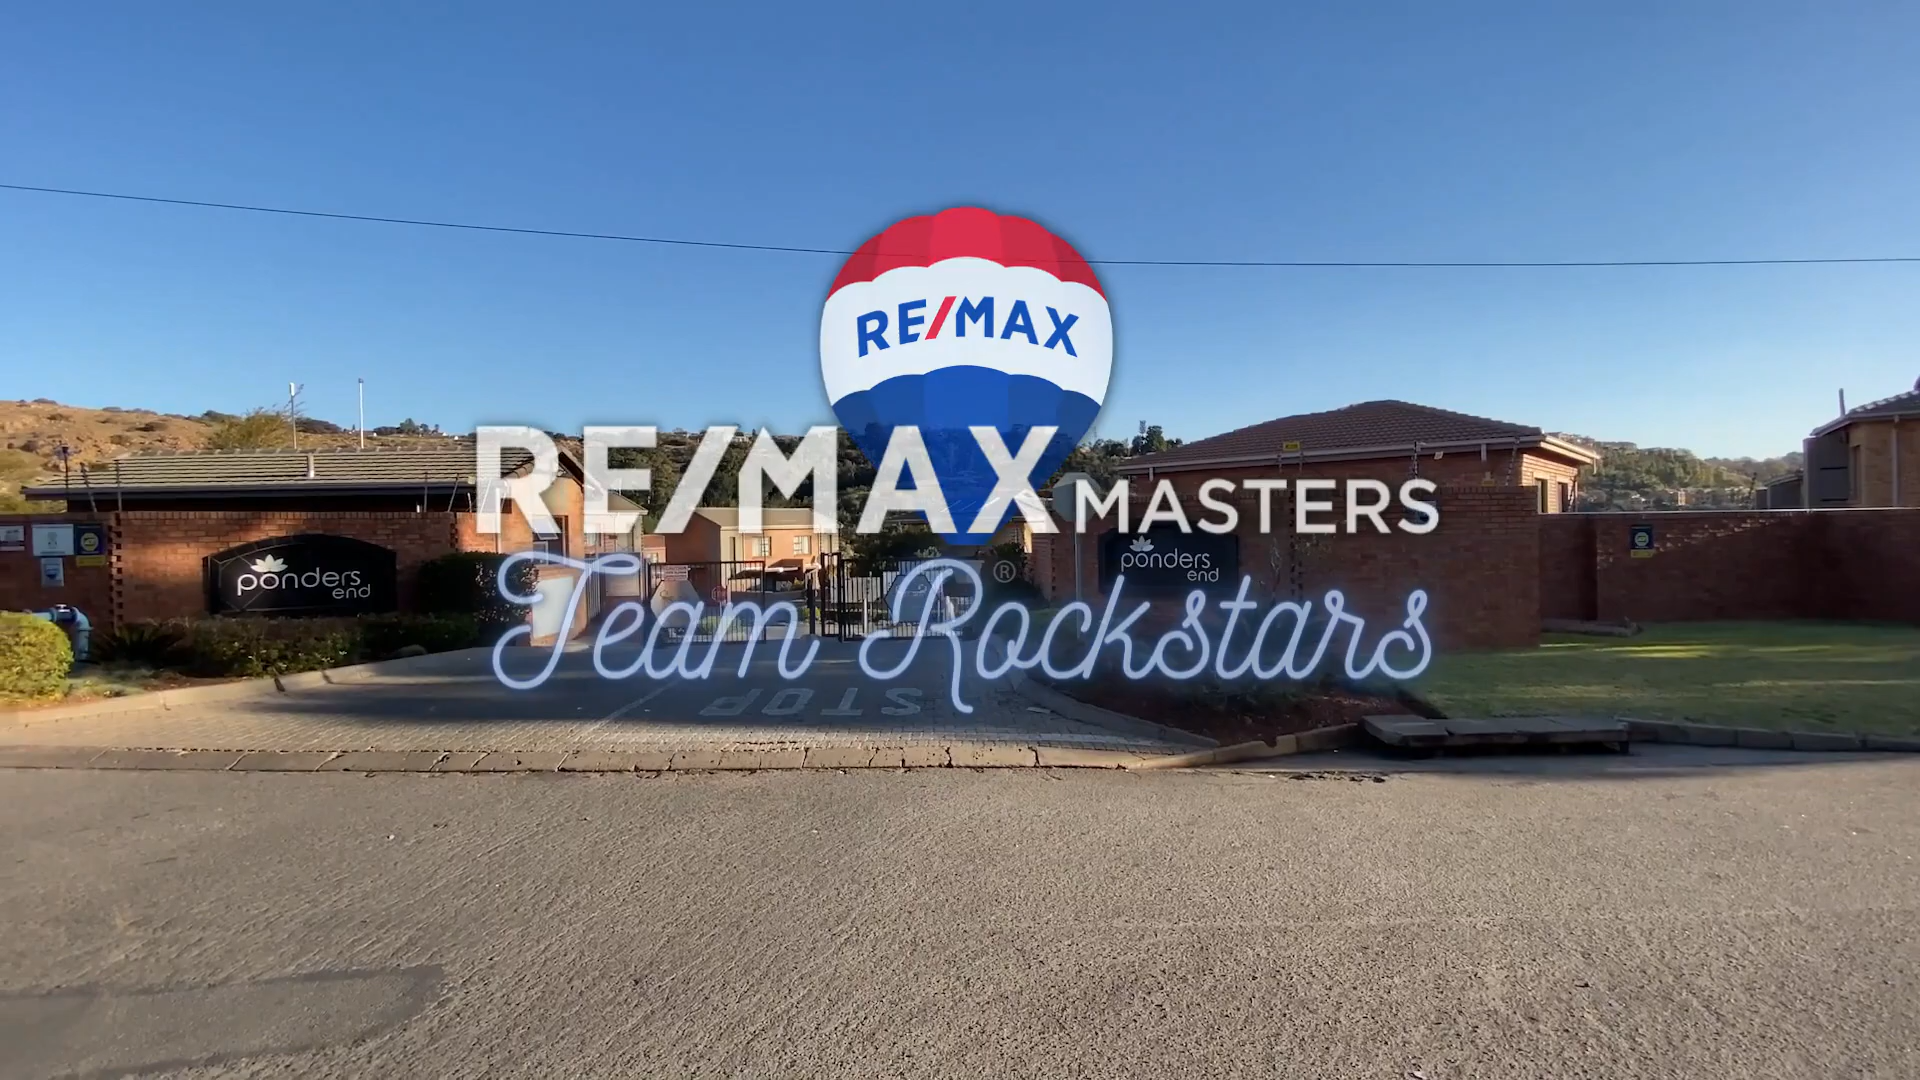 RE/MAX
RE/MAX MASTERS
®
Team Rockstars
ponders
end
ponders
end
STOP